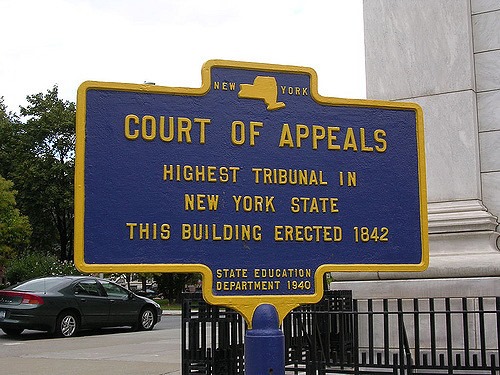 NEW YORK
COURT OF APPEALS
HIGHEST TRIBUNAL IN
NEW YORK STATE
THIS BUILDING ERECTED 1842
STATE EDUCATION
DEPARTMENT 1940